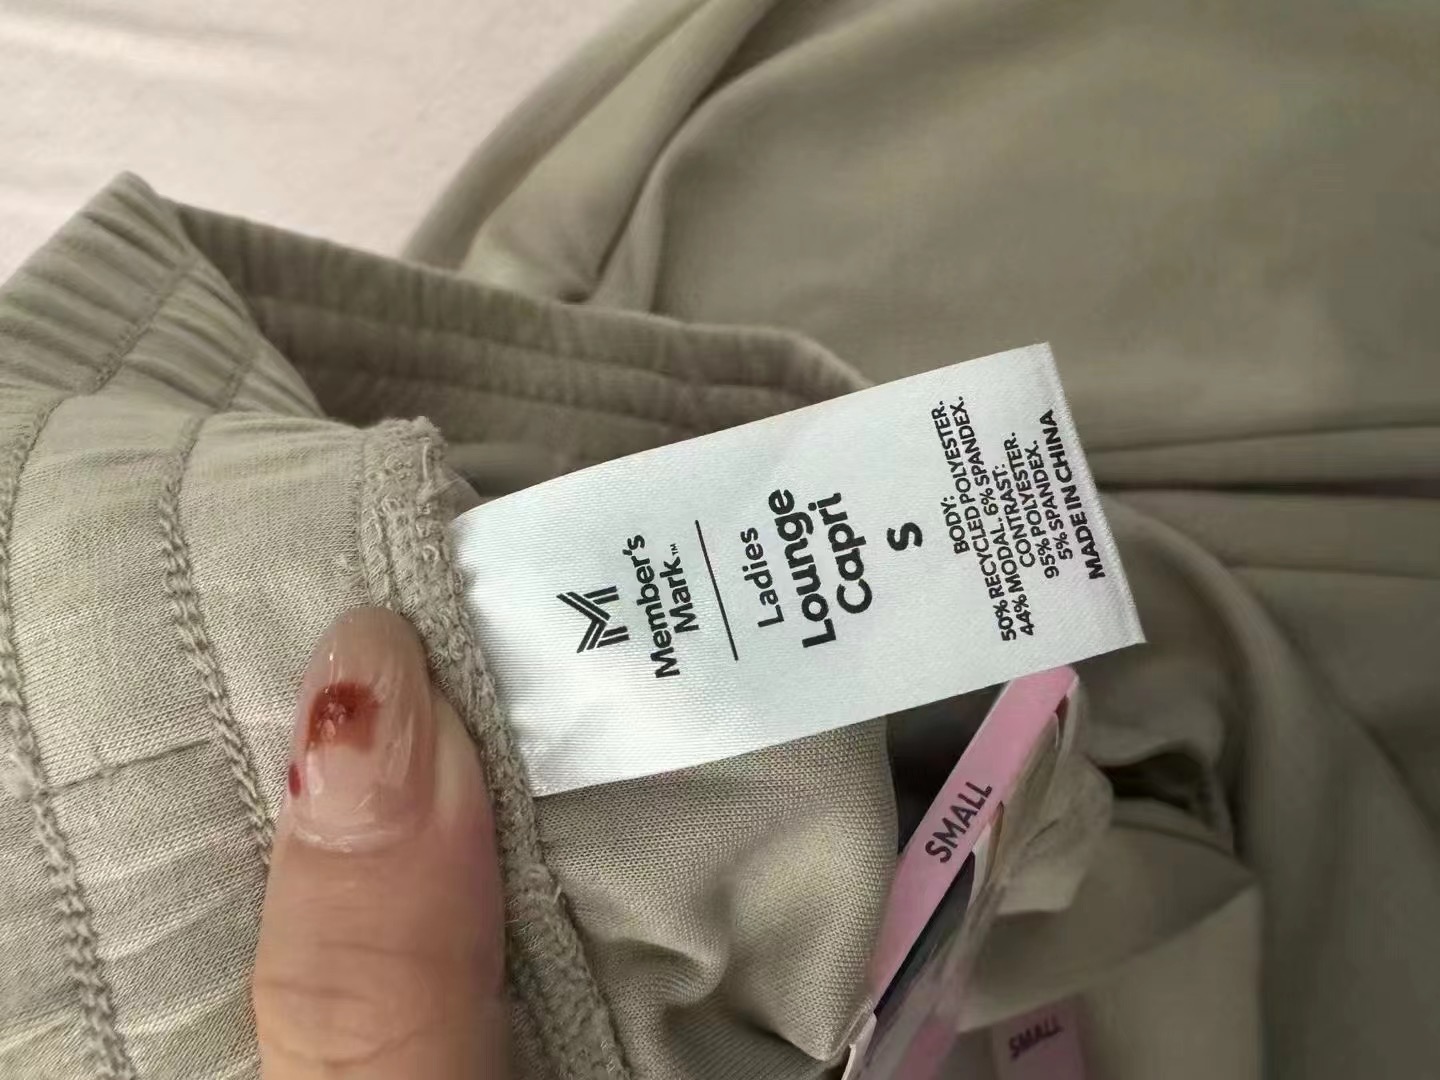 Member's
Mark™
Ladies
Lounge
Capri
S
BODY:
50% RECYCLED POLYESTER.
44% MODAL. 6% SPANDEX.
CONTRAST:
95% POLYESTER.
5% SPANDEX.
MADE IN CHINA
SMALL
SMALL